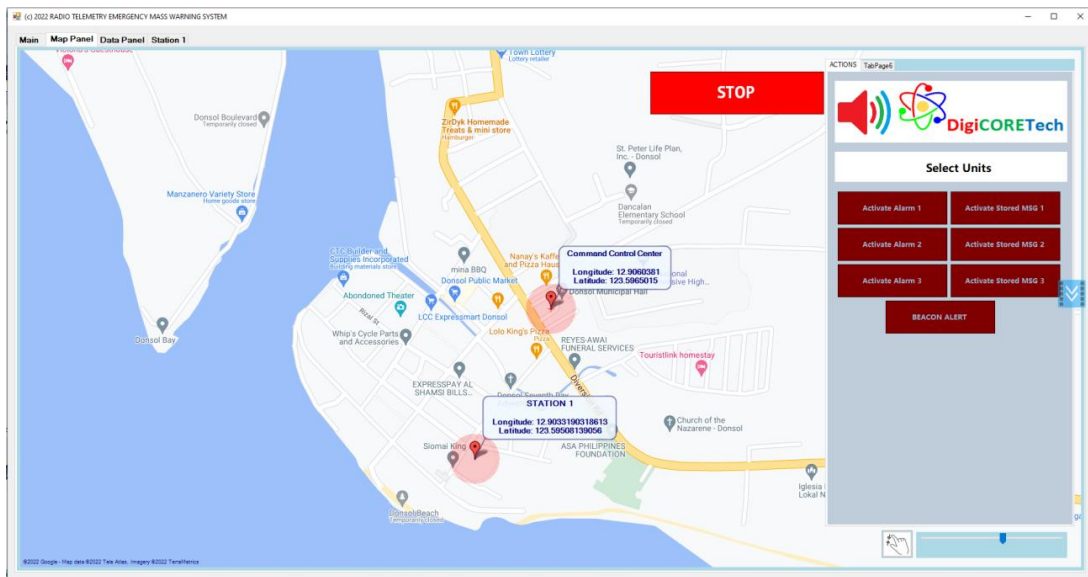 (c) 2022 RADIO TELEMETRY EMERGENCY MASS WARNING SYSTEM
Main
Map Panel
Data Panel
Station 1
Town Lottery
Lottery retailer
Donsol Boulevard
Temporarily closed
ZirDyk Homemade
Treats & mini store
Hamburger
St. Peter Life Plan,
Inc. - Donsol
Manzanero Variety Store
Home goods store
Dancalan
Elementary School
Temporarily closed
CTC Builder and
Supplies Incorporated
Building materials store
mina BBQ
Nanay's Kaffe
and Pizza Haus
Command Control Center
Longitude: 12.9060381
Latitude: 123.5965015
Donsol Public Market
Donsol Municipal Hall
Abondoned Theater
LCC Expressmart Donsol
Rizal St
Lolo King's Pizza
Pizza
Donsol Bay
Whip's Cycle Parts
and Accessories
REYES-AWAI
FUNERAL SERVICES
Touristlink homestay
EXPRESSPAY AL
SHAMSI BILLS...
STATION 1
Longitude: 12.9033190318613
Latitude: 123.59508139056
Church of the
Nazarene - Donsol
Siomai King
ASA PHILIPPINES
FOUNDATION
Iglesia
Lokal N
Donsol Beach
Temporarily closed
©2022 Google - Map data ©2022 Tele Atlas, Imagery ©2022 TerraMetrics
STOP
ACTIONS
TabPage6
DigiCORETech
Select Units
Activate Alarm 1
Activate Stored MSG 1
Activate Alarm 2
Activate Stored MSG 2
Activate Alarm 3
Activate Stored MSG 3
BEACON ALERT